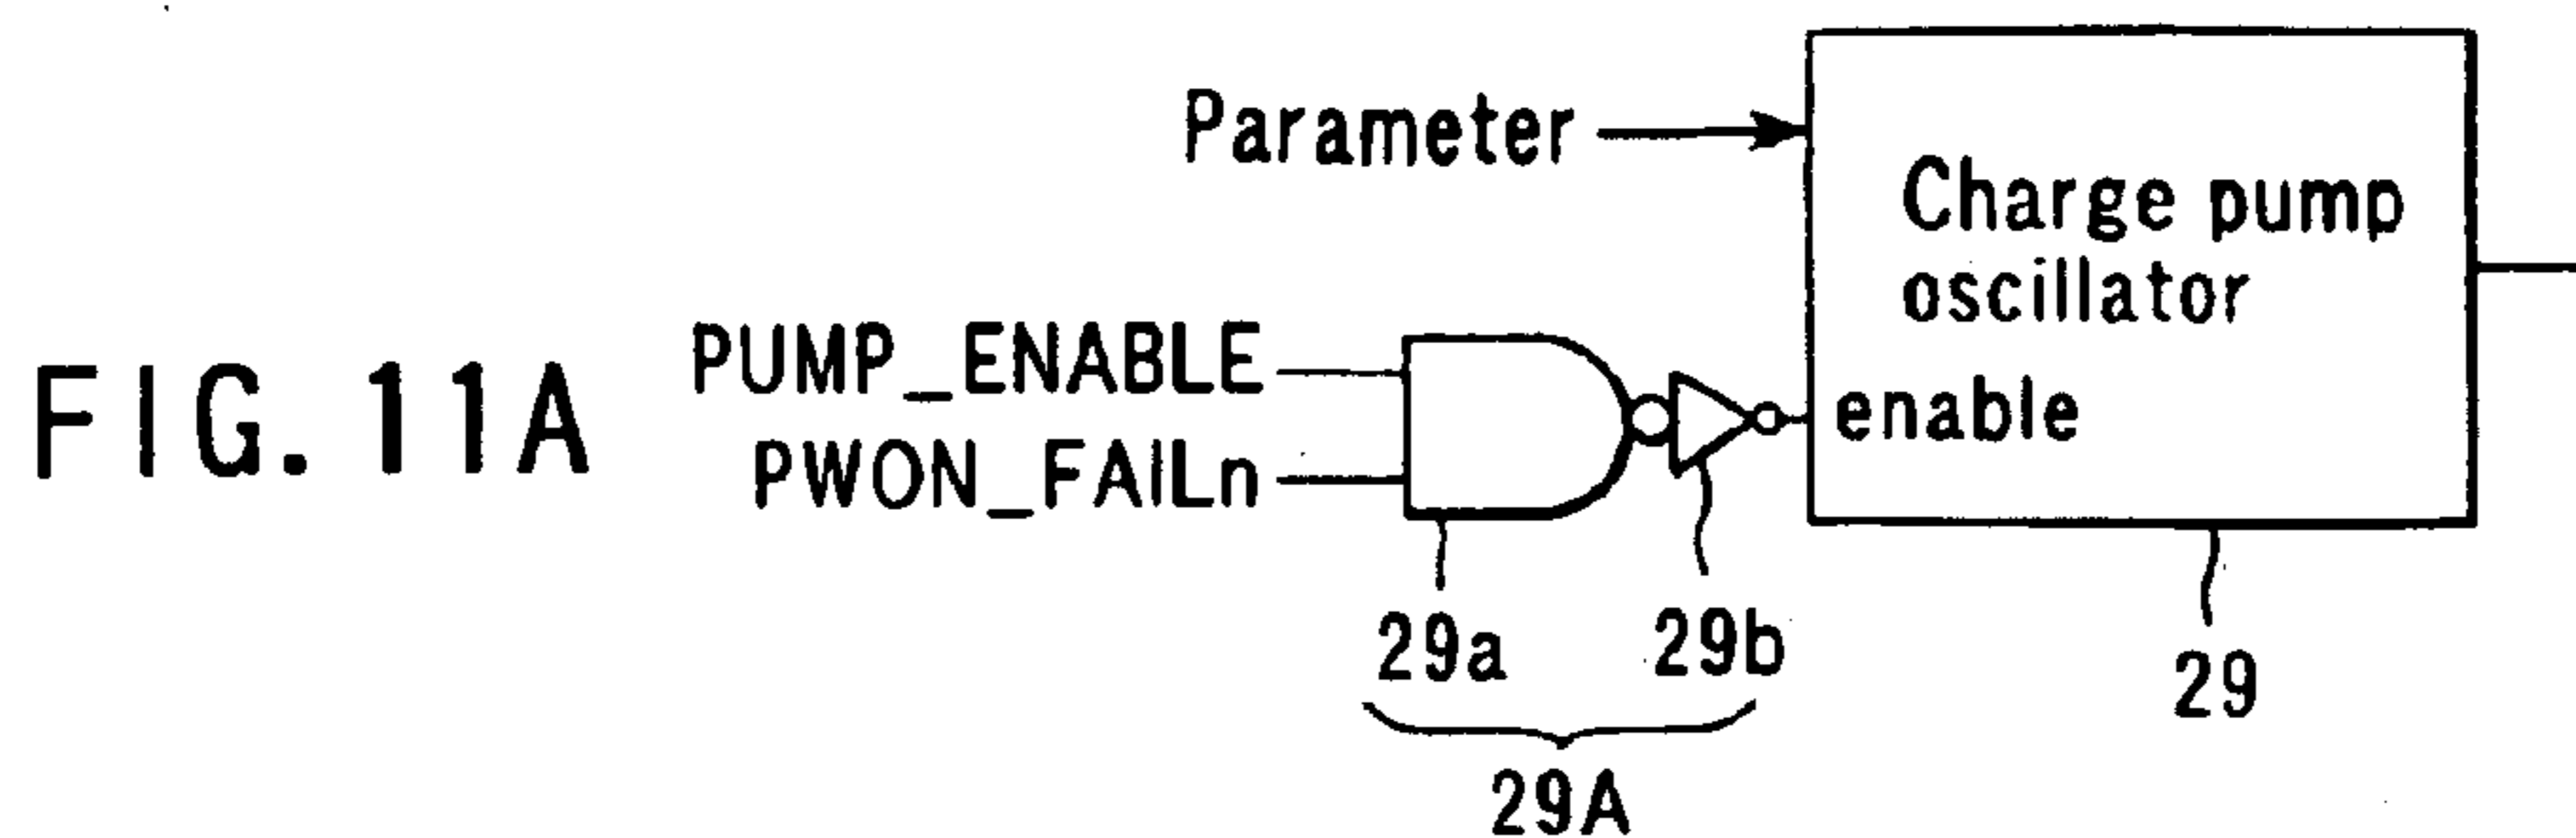 FIG. 11A
Parameter
Charge pump
oscillator
PUMP_ENABLE
PWON_FAILn
enable
29a
29b
29
29A